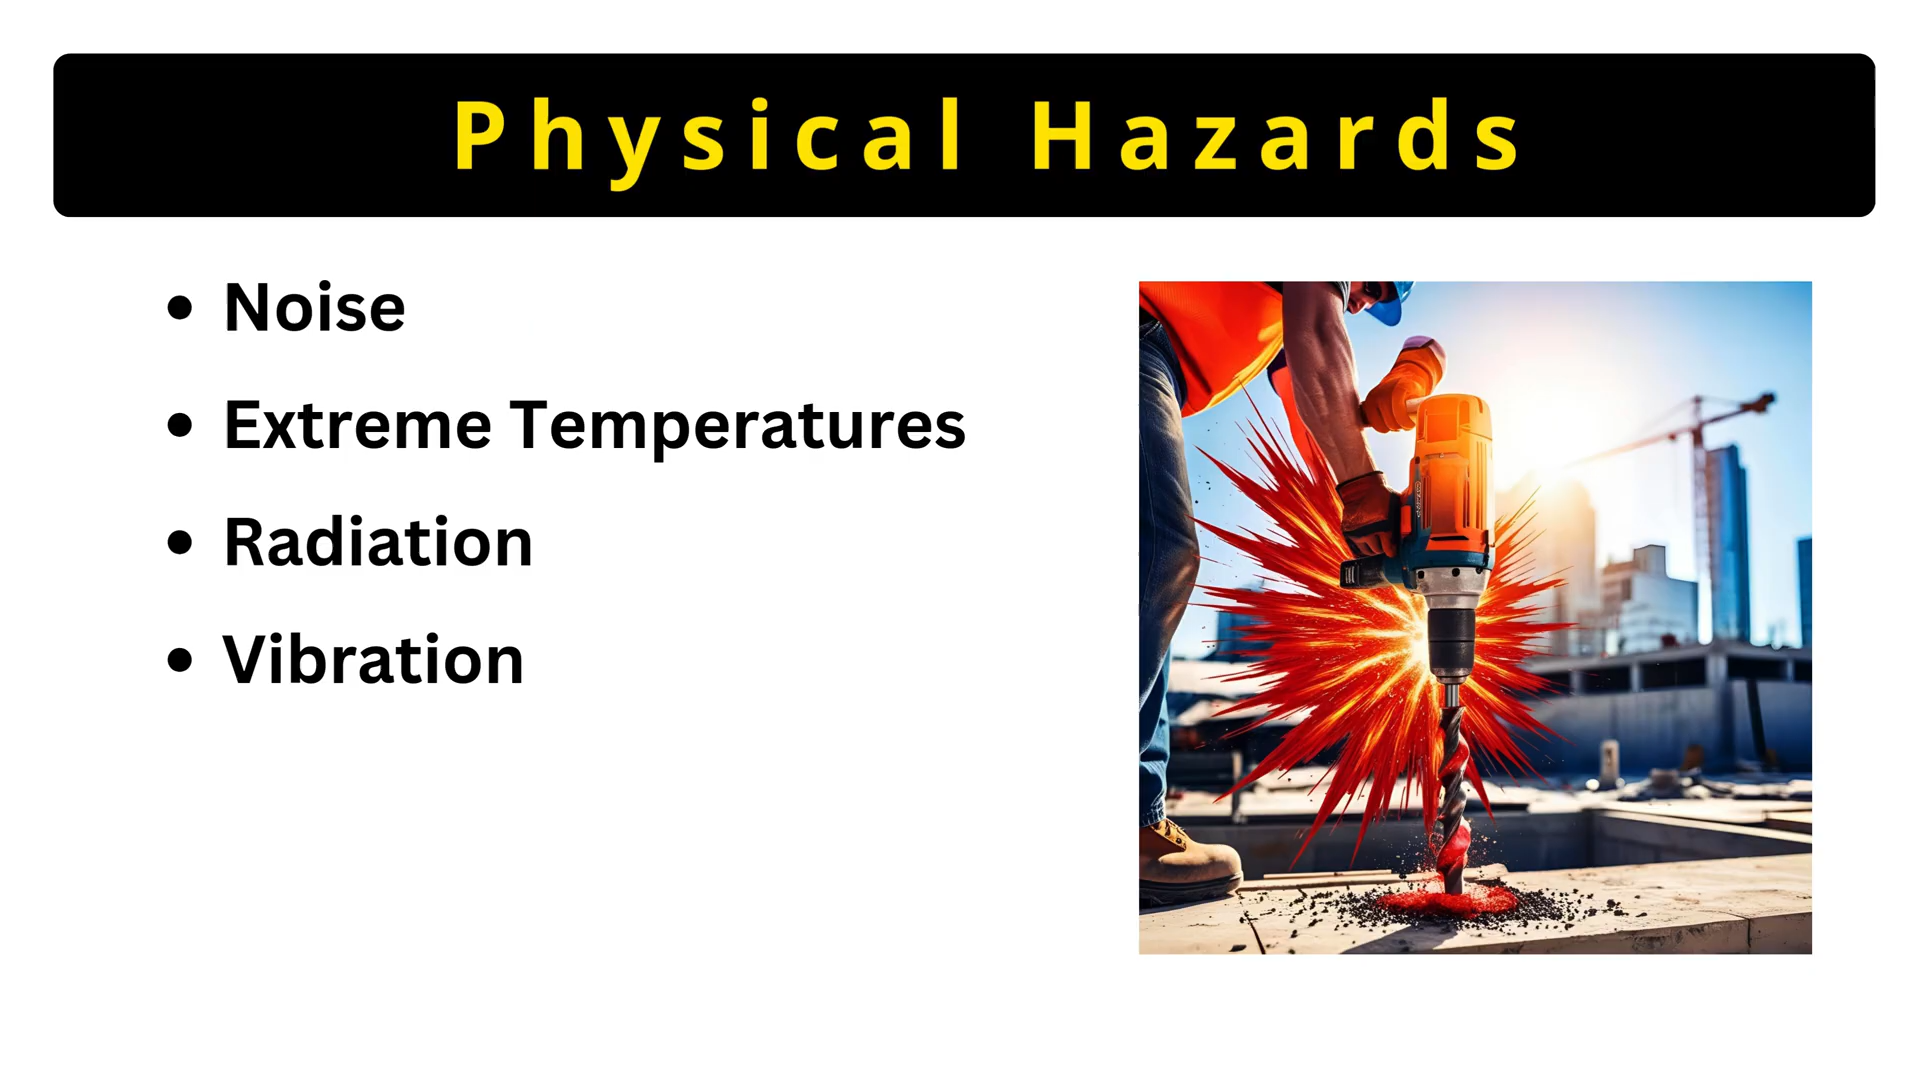 Physical Hazards
Noise
Extreme Temperatures
Radiation
Vibration